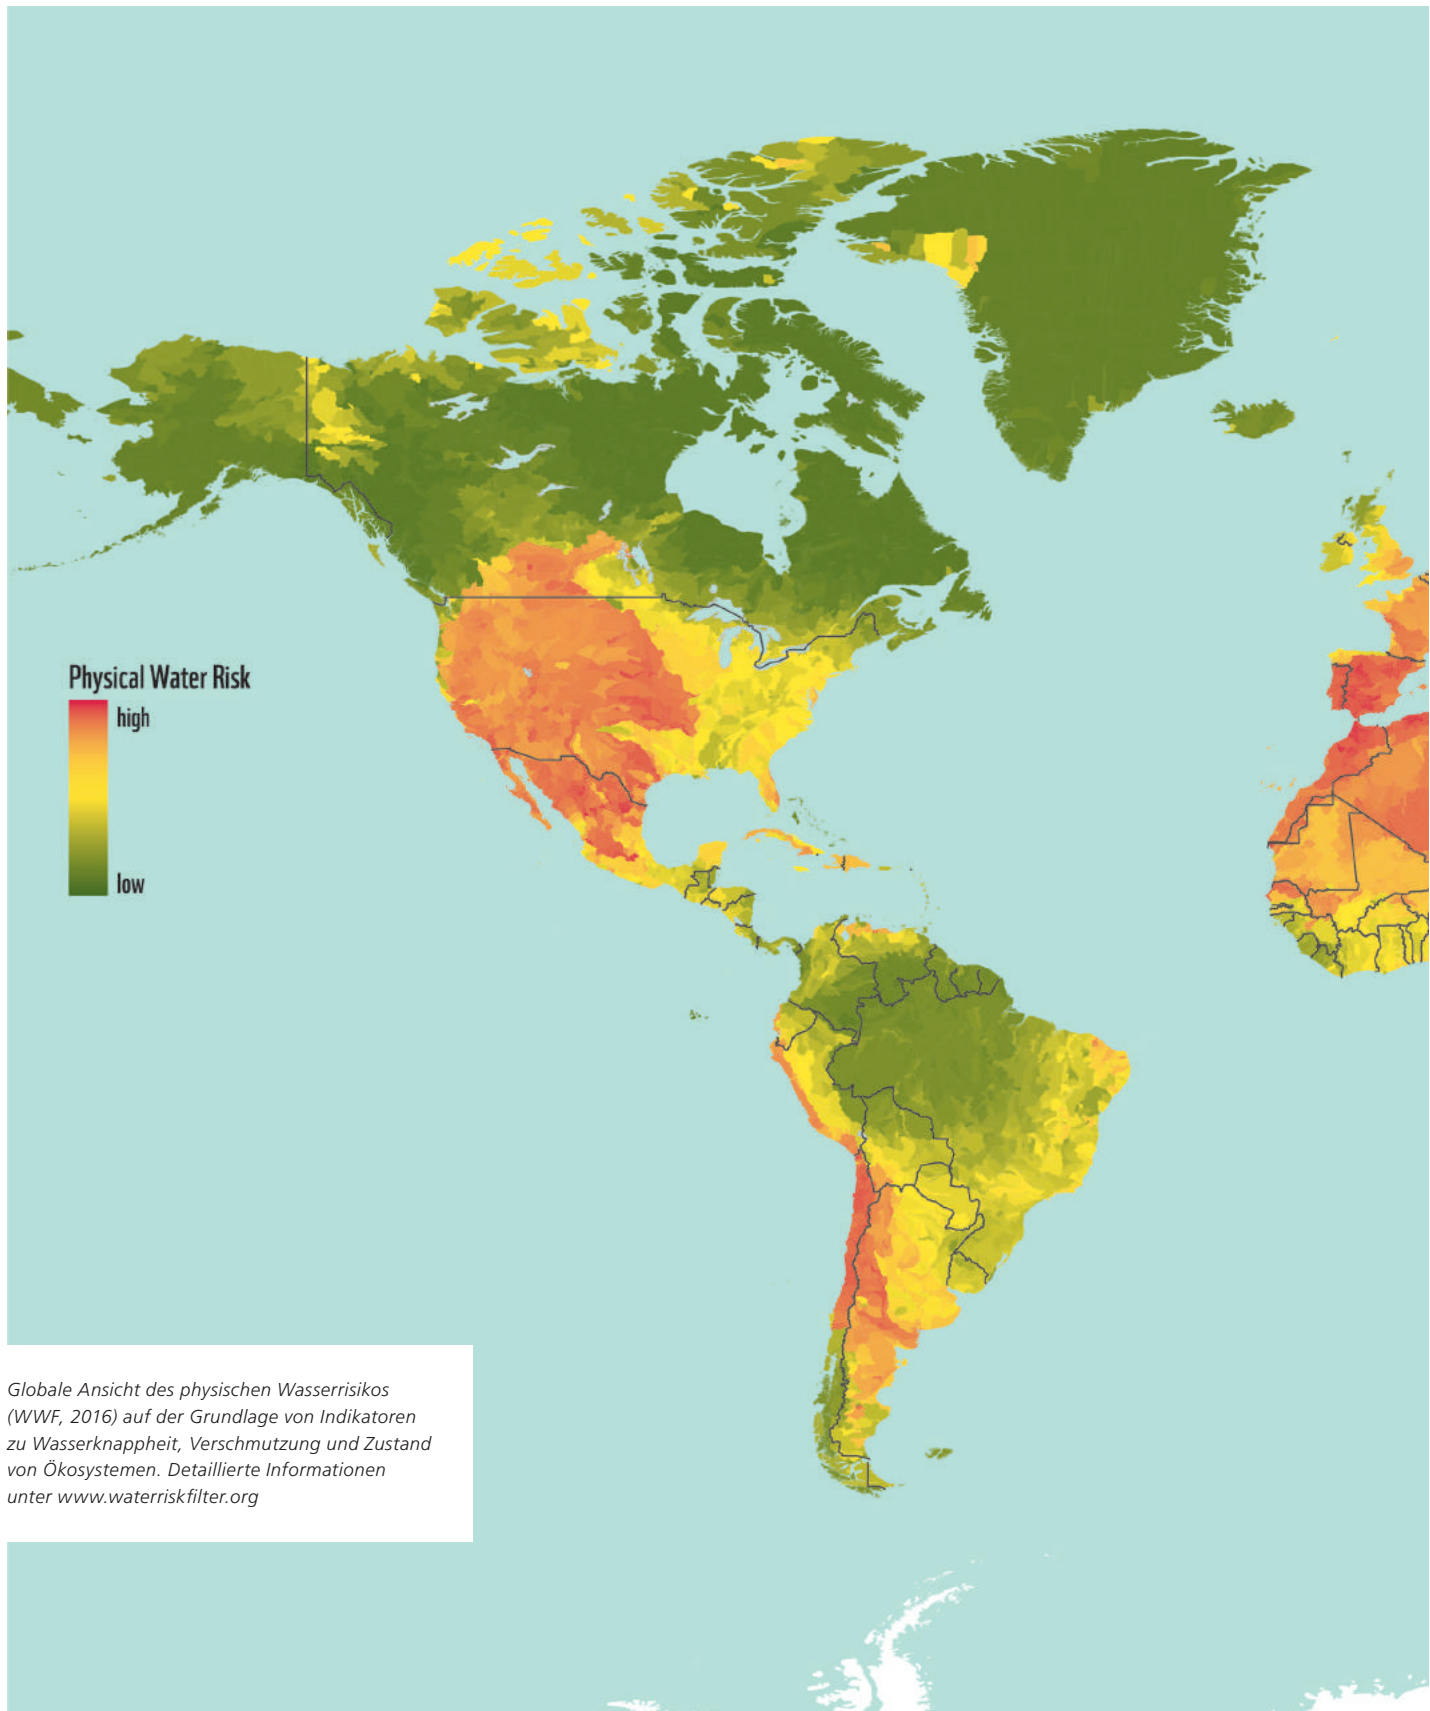 Physical Water Risk
high
low
Globale Ansicht des physischen Wasserrisikos
(WWF, 2016) auf der Grundlage von Indikatoren
zu Wasserknappheit, Verschmutzung und Zustand
von Ökosystemen. Detaillierte Informationen
unter www.waterriskfilter.org